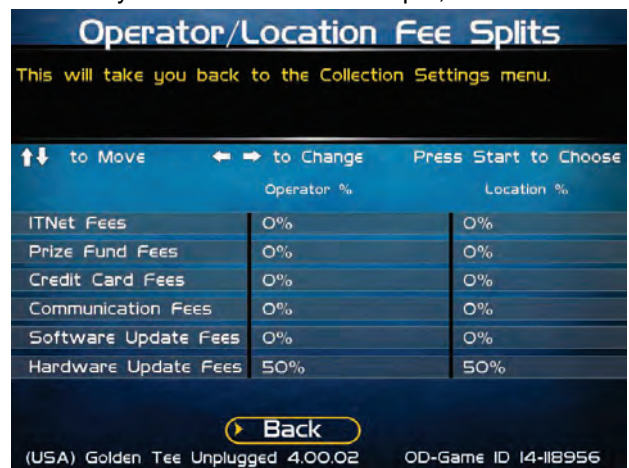 Operator/Location Fee Splits
This will take you back to the Collection Settings menu.
to Move to Change Press Start to Choose
Operator % Location %
ITNet Fees 0% 0%
Prize Fund Fees 0% 0%
Credit Card Fees 0% 0%
Communication Fees 0% 0%
Software Update Fees 0% 0%
Hardware Update Fees 50% 50%
Back
(USA) Golden Tee Unplugged 4.00.02 OD-Game ID 14-118956